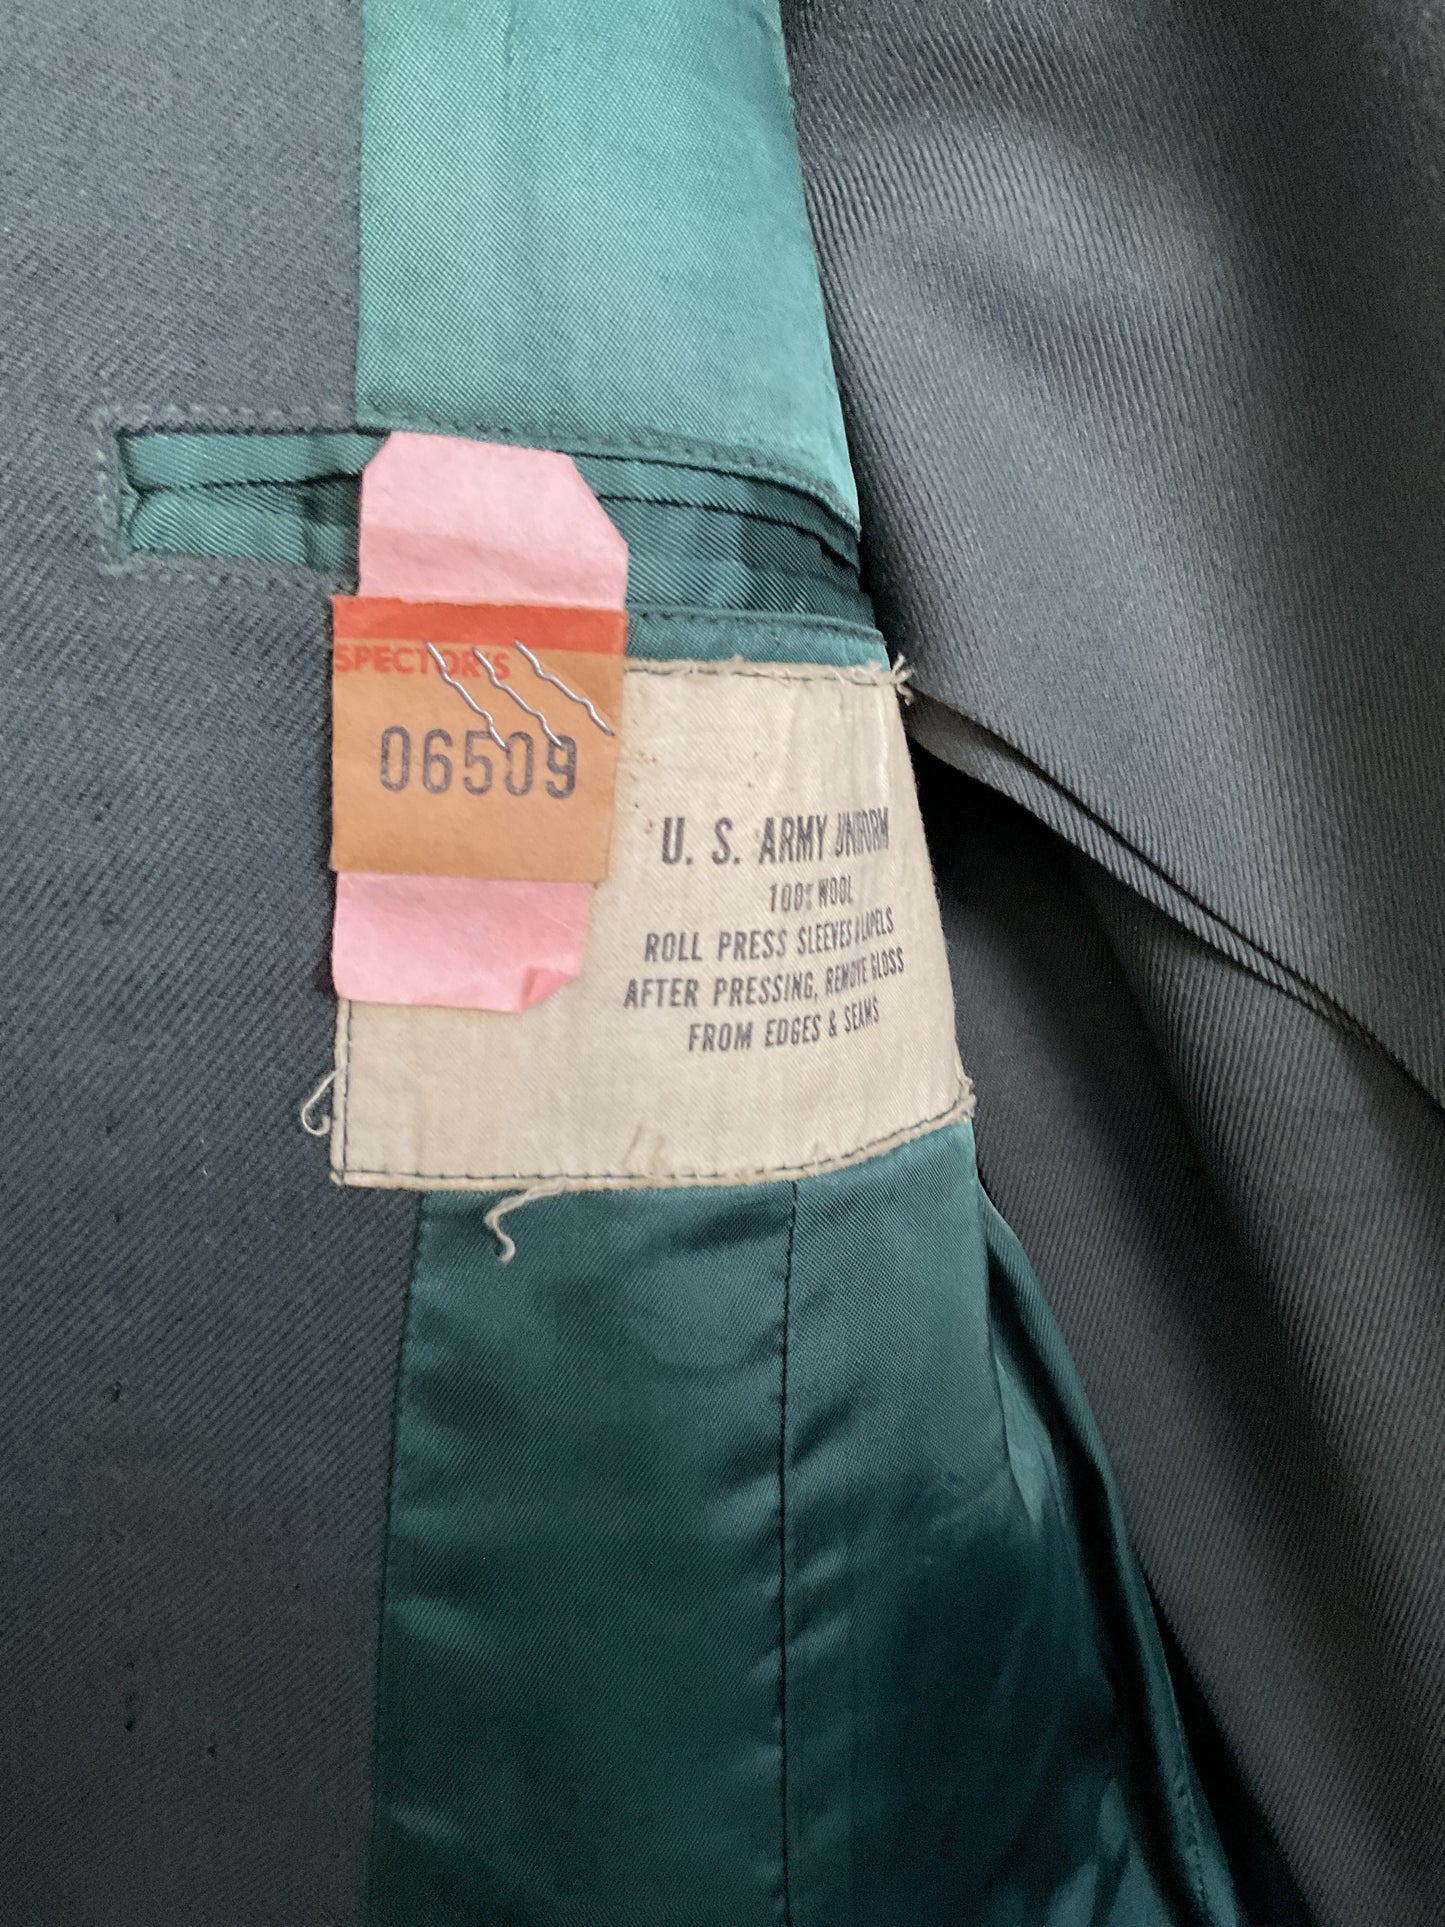 SPECTOR'S
06509
U. S. ARMY UNIFORM
100% WOOL
ROLL PRESS SLEEVES & LAPELS
AFTER PRESSING, REMOVE GLOSS
FROM EDGES & SEAMS